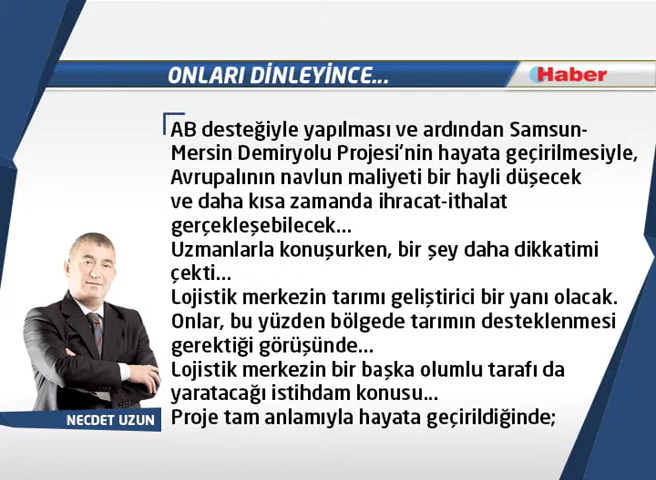 ONLARI DİNLEYİNCE...
Haber
AB desteğiyle yapılması ve ardından Samsun-
Mersin Demiryolu Projesi'nin hayata geçirilmesiyle,
Avrupalının navlun maliyeti bir hayli düşecek
ve daha kısa zamanda ihracat-ithalat
gerçekleşebilecek...
Uzmanlarla konuşurken, bir şey daha dikkatimi
çekti...
Lojistik merkezin tarımı geliştirici bir yanı olacak.
Onlar, bu yüzden bölgede tarımın desteklenmesi
gerektiği görüşünde...
Lojistik merkezin bir başka olumlu tarafı da
yaratacağı istihdam konusu...
Proje tam anlamıyla hayata geçirildiğinde;
NECDET UZUN